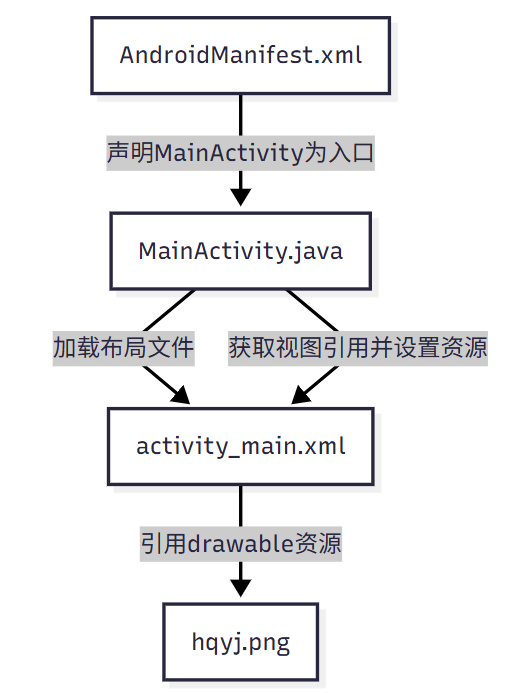 AndroidManifest.xml
声明MainActivity为入口
MainActivity.java
加载布局文件
获取视图引用并设置资源
activity_main.xml
引用drawable资源
hqyj.png